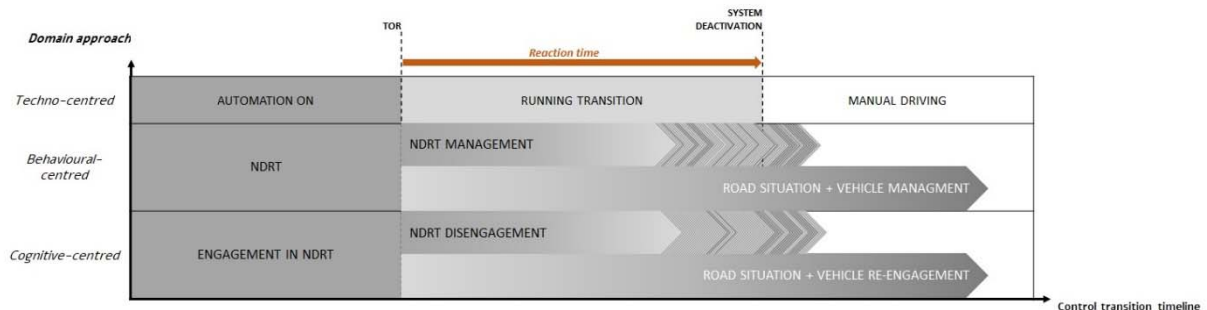 SYSTEM
TOR DEACTIVATION
Domain approach
Reaction time
Techno-centred AUTOMATION ON RUNNING TRANSITION MANUAL DRIVING
NDRT MANAGEMENT
Behavioural-
centred
NDRT
ROAD SITUATION + VEHICLE MANAGMENT
NDRT DISENGAGEMENT
Cognitive-centred ENGAGEMENT IN NDRT
ROAD SITUATION + VEHICLE RE-ENGAGEMENT
Control transition timeline